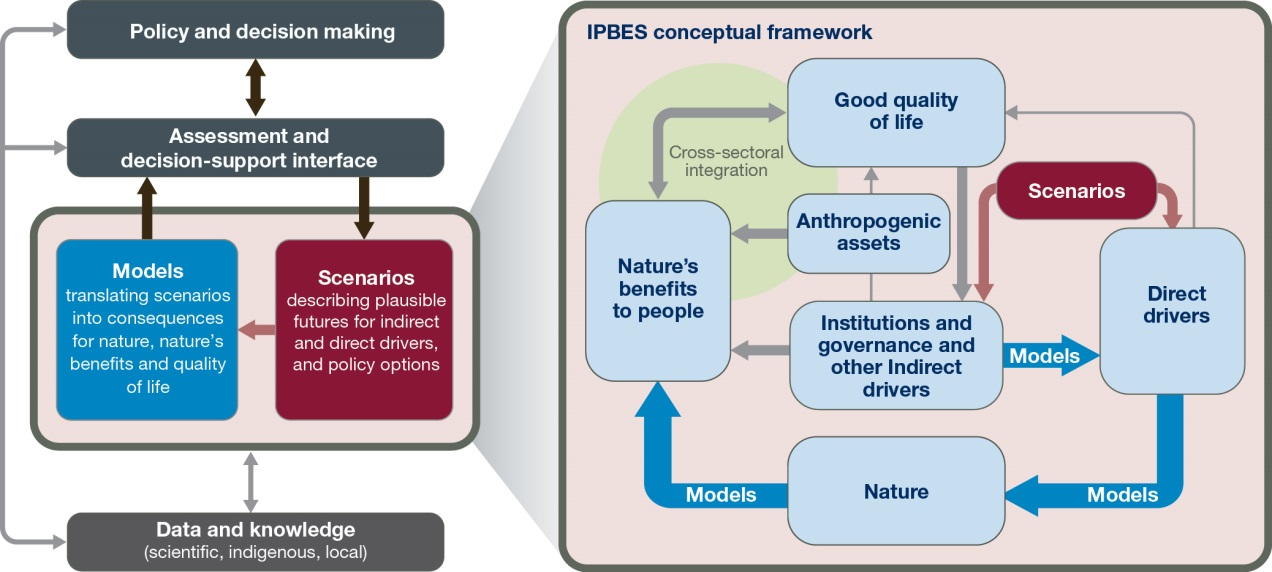 Policy and decision making
Assessment and
decision-support interface
Models
translating scenarios
into consequences
for nature, nature's
benefits and quality
of life
Scenarios
describing plausible
futures for indirect
and direct drivers,
and policy options
Data and knowledge
(scientific, indigenous, local)
IPBES conceptual framework
Good quality
of life
Cross-sectoral
integration
Scenarios
Anthropogenic
assets
Nature's
benefits
to people
Direct
drivers
Institutions and
governance and
other Indirect
drivers
Models
Nature
Models
Models